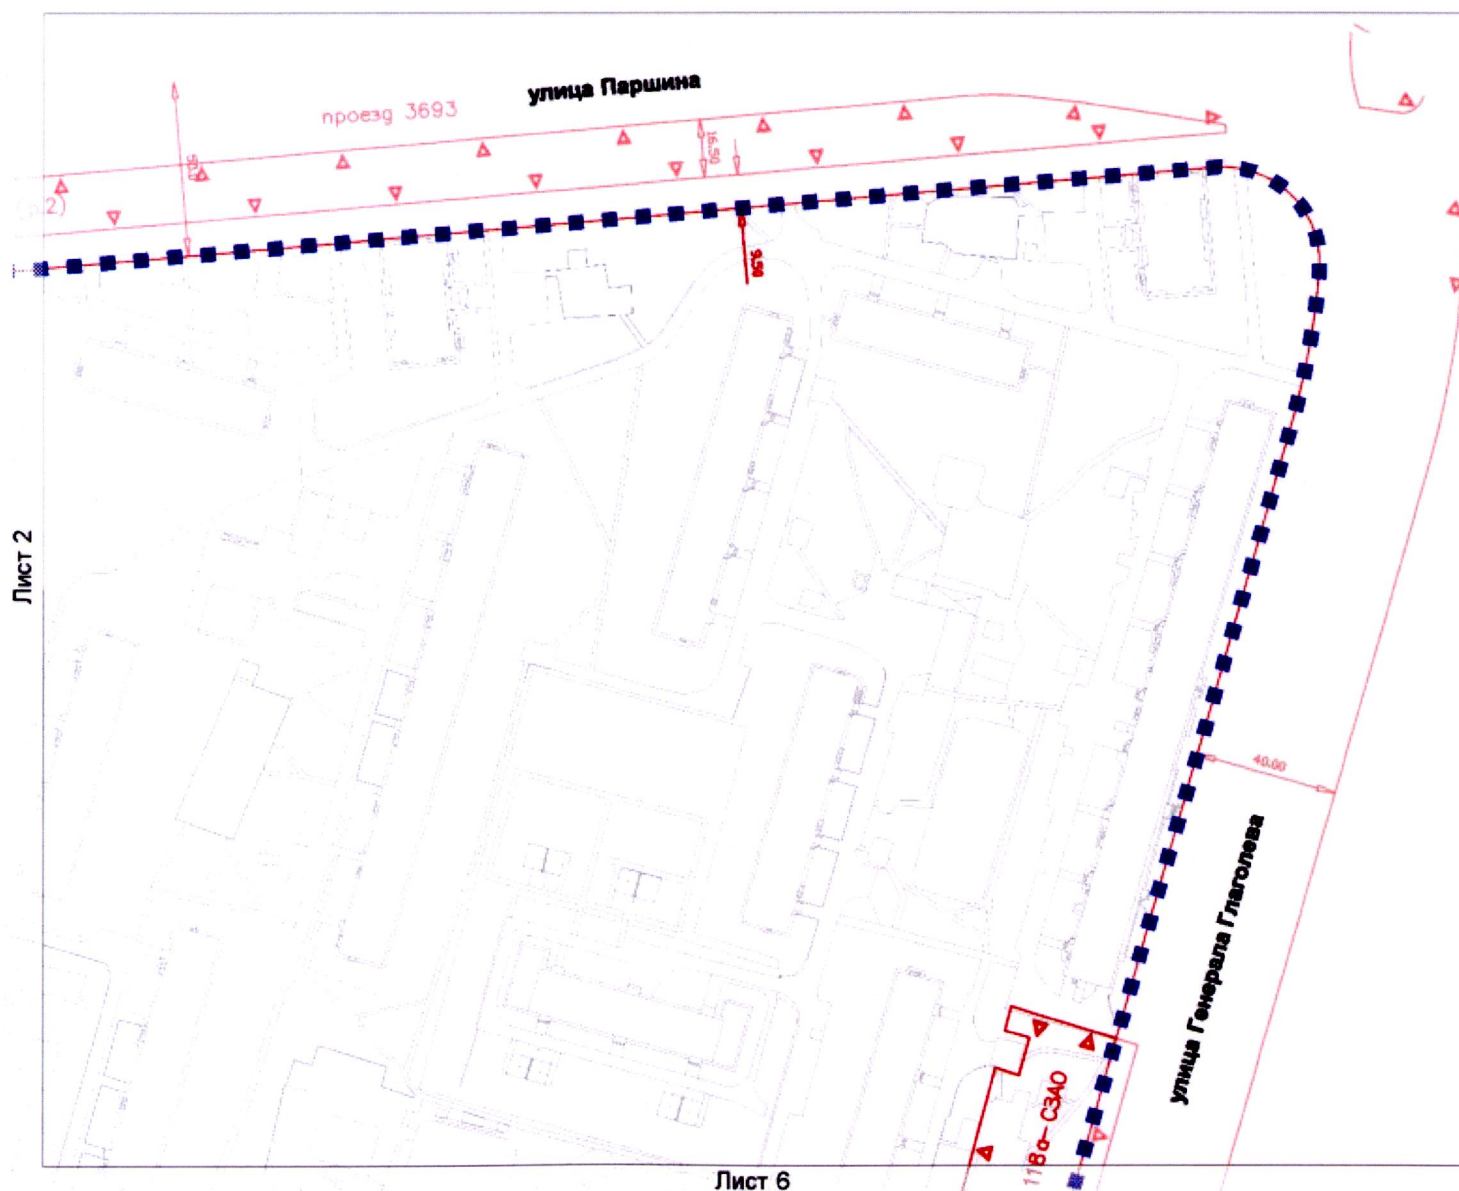 улица Паршина
проезд 3693
16.50
9.50
Лист 2
40.00
улица Генерала Глаголева
118а- СЗАО
Лист 6